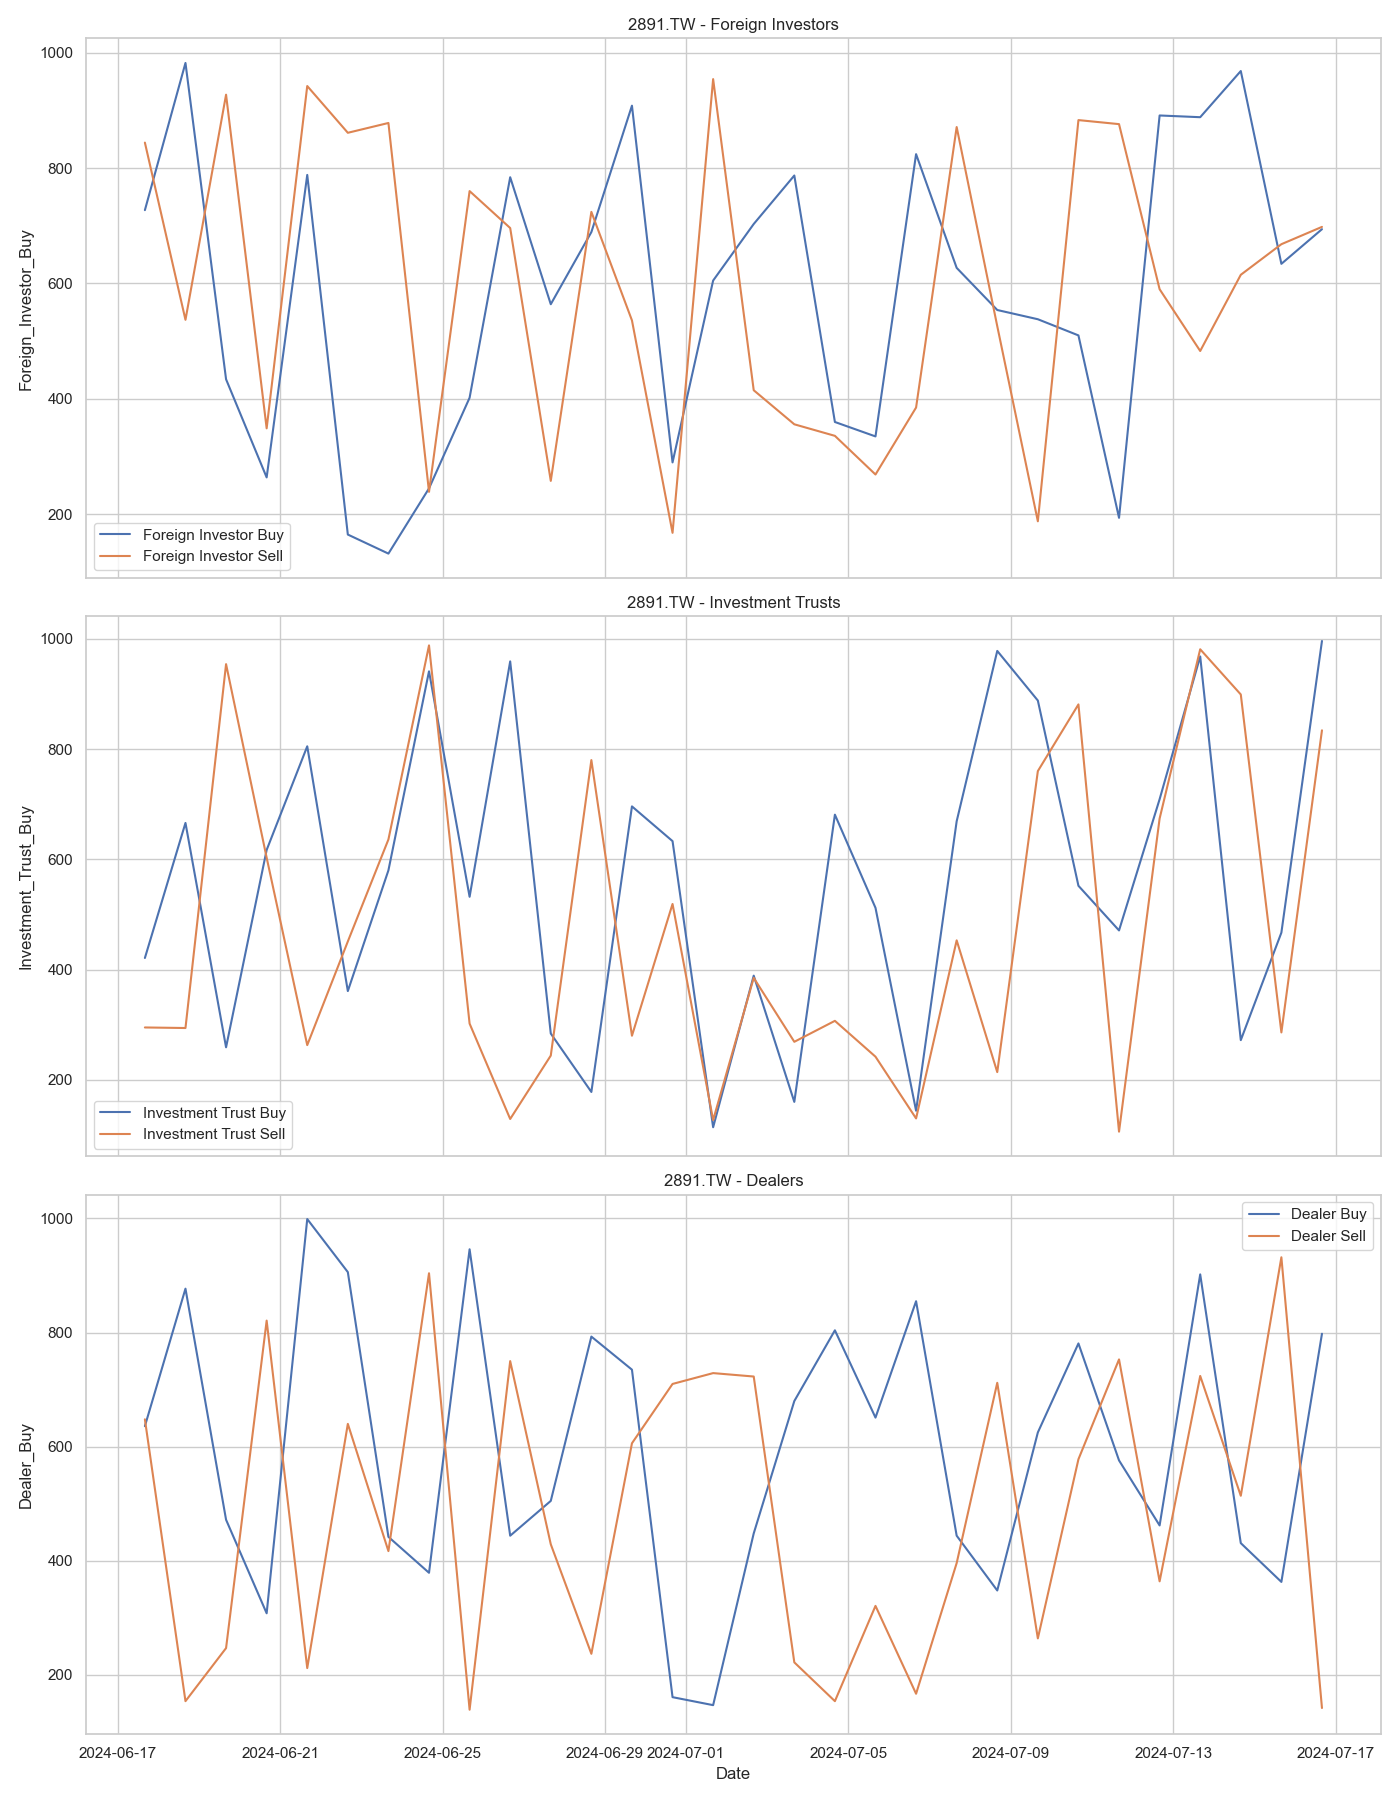 2891.TW - Foreign Investors
1000
800
600
400
200
Foreign_Investor_Buy
Foreign Investor Buy
Foreign Investor Sell
2891.TW - Investment Trusts
1000
800
600
400
200
Investment_Trust_Buy
Investment Trust Buy
Investment Trust Sell
2891.TW - Dealers
1000
800
600
400
200
Dealer_Buy
Dealer Buy
Dealer Sell
2024-06-17 2024-06-21 2024-06-25 2024-06-29 2024-07-01 2024-07-05 2024-07-09 2024-07-13 2024-07-17
Date